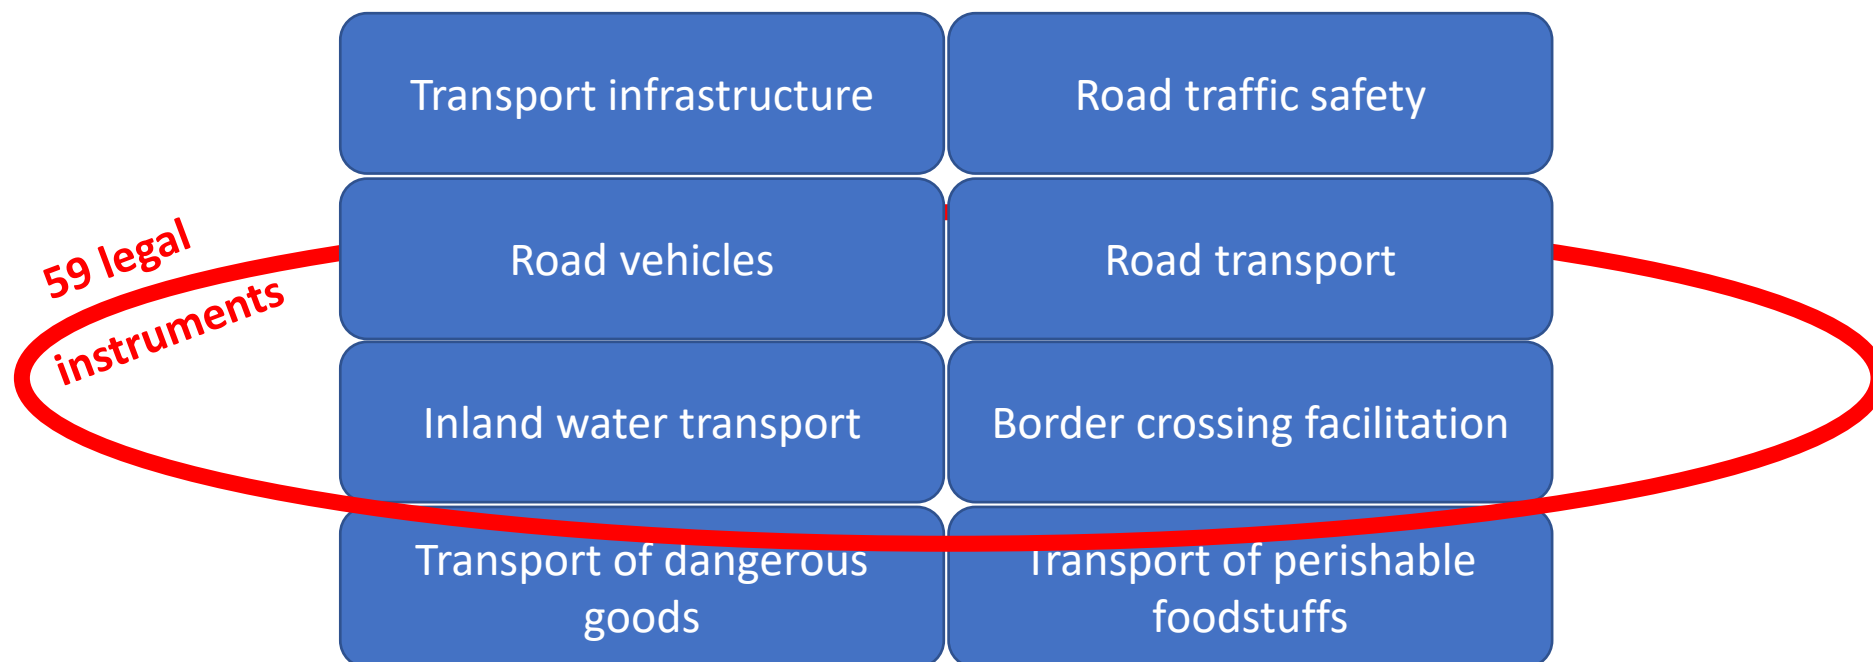 Transport infrastructure
Road traffic safety
59 legal
instruments
Road vehicles
Road transport
Inland water transport
Border crossing facilitation
Transport of dangerous
goods
Transport of perishable
foodstuffs